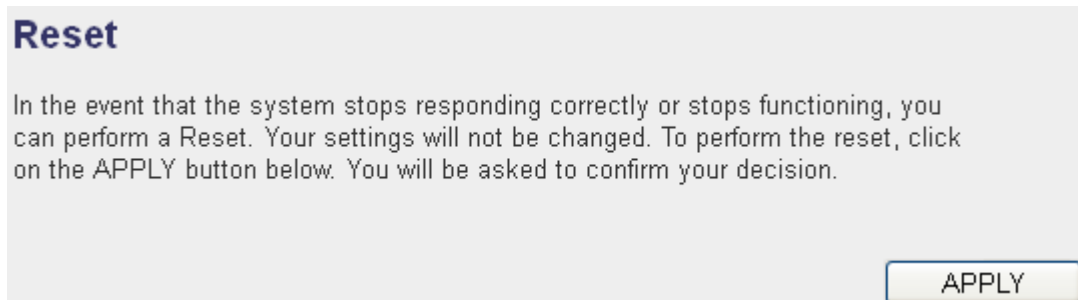 Reset
In the event that the system stops responding correctly or stops functioning, you
can perform a Reset. Your settings will not be changed. To perform the reset, click
on the APPLY button below. You will be asked to confirm your decision.
APPLY